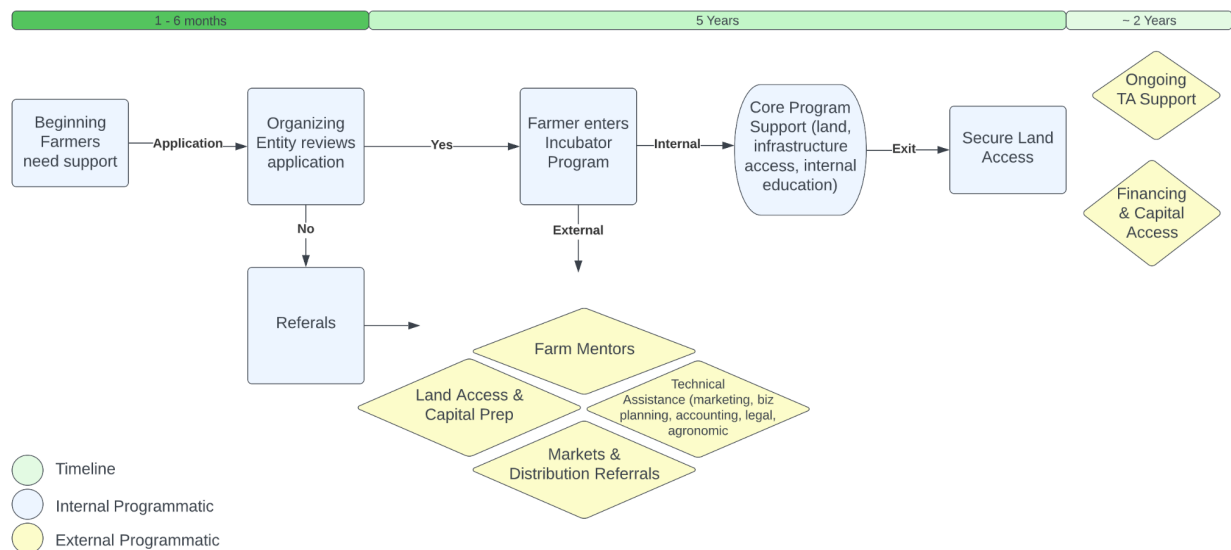 1 - 6 months
5 Years
~ 2 Years
Beginning
Farmers
need support
Application
Organizing
Entity reviews
application
Yes
Farmer enters
Incubator
Program
Internal
Core Program
Support (land,
infrastructure
access, internal
education)
Exit
Secure Land
Access
Ongoing
TA Support
Financing
& Capital
Access
No
External
Referrals
Farm Mentors
Land Access &
Capital Prep
Technical
Assistance (marketing, biz
planning, accounting, legal,
agronomic
Markets &
Distribution Referrals
Timeline
Internal Programmatic
External Programmatic